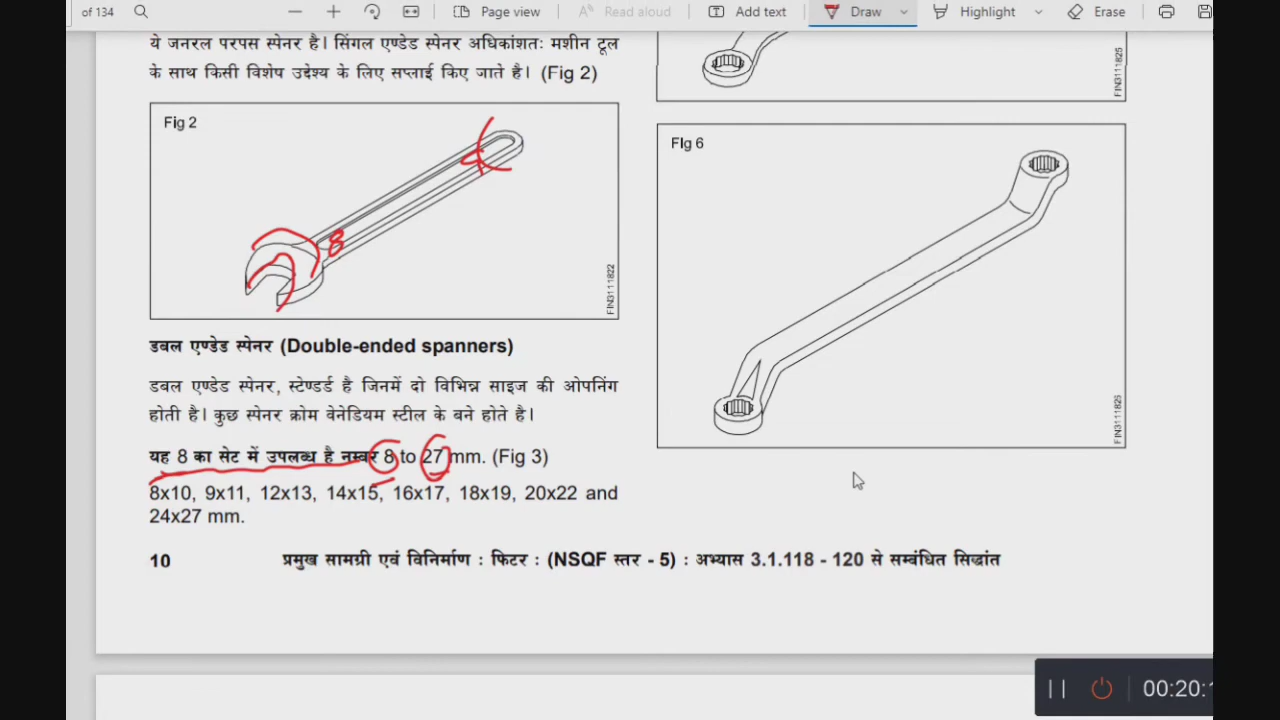 of 134
Page view
Read aloud
Add text
Draw
Highlight
Erase
ये जनरल परपस स्पेनर है। सिंगल एण्डेड स्पेनर अधिकांशतः मशीन टूल
के साथ किसी विशेष उद्देश्य के लिए सप्लाई किए जाते है। (Fig 2)
Fig 2
8
FIN3111822
डबल एण्डेड स्पेनर (Double-ended spanners)
डबल एण्डेड स्पेनर, स्टेण्डर्ड है जिनमें दो विभिन्न साइज की ओपनिंग
होती है। कुछ स्पेनर क्रोम वेनेडियम स्टील के बने होते है।
यह 8 का सेट में उपलब्ध है नम्बर 8 to 27 mm. (Fig 3)
8x10, 9x11, 12x13, 14x15, 16x17, 18x19, 20x22 and
24x27 mm.
FIN3111825
FIg 6
FIN3111826
10 प्रमुख सामग्री एवं विनिर्माण : फिटर : (NSQF स्तर - 5) : अभ्यास 3.1.118 - 120 से सम्बंधित सिद्धांत